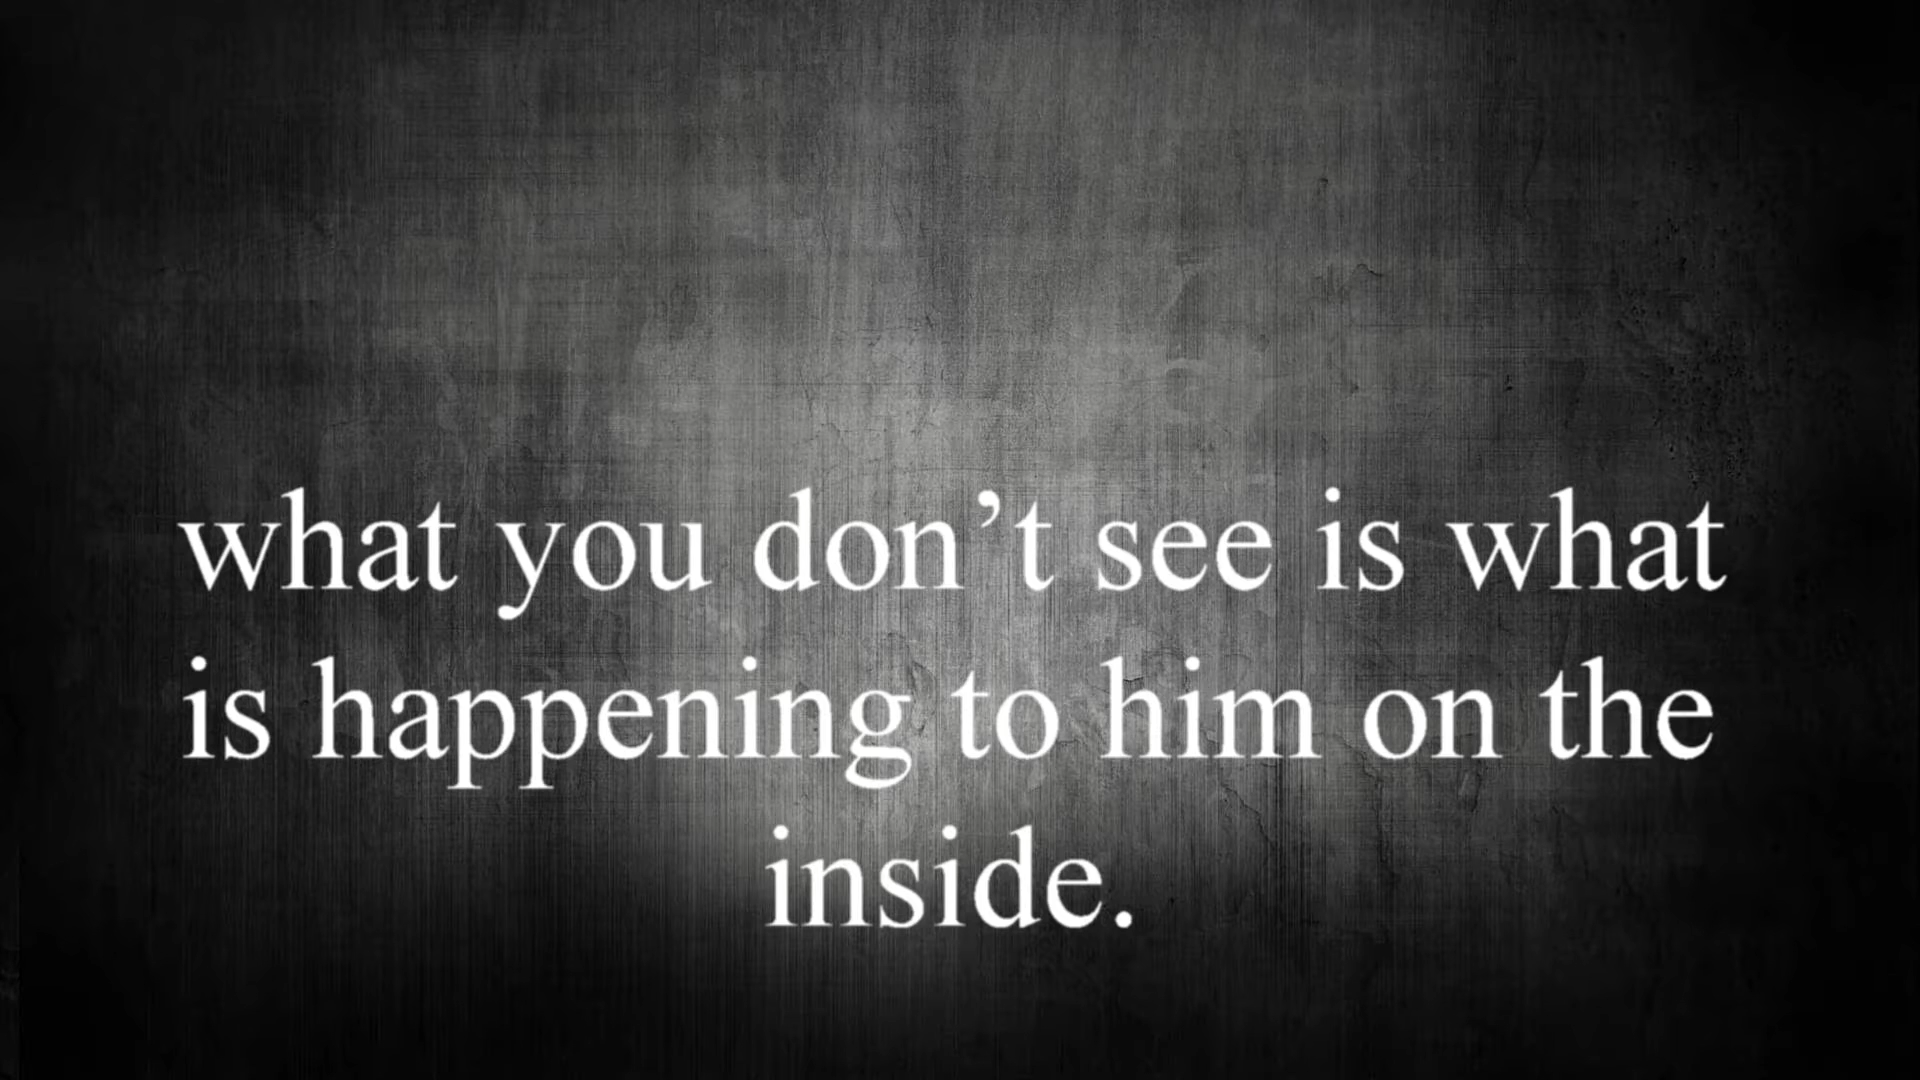 what you don’t see is what
is happening to him on the
inside.